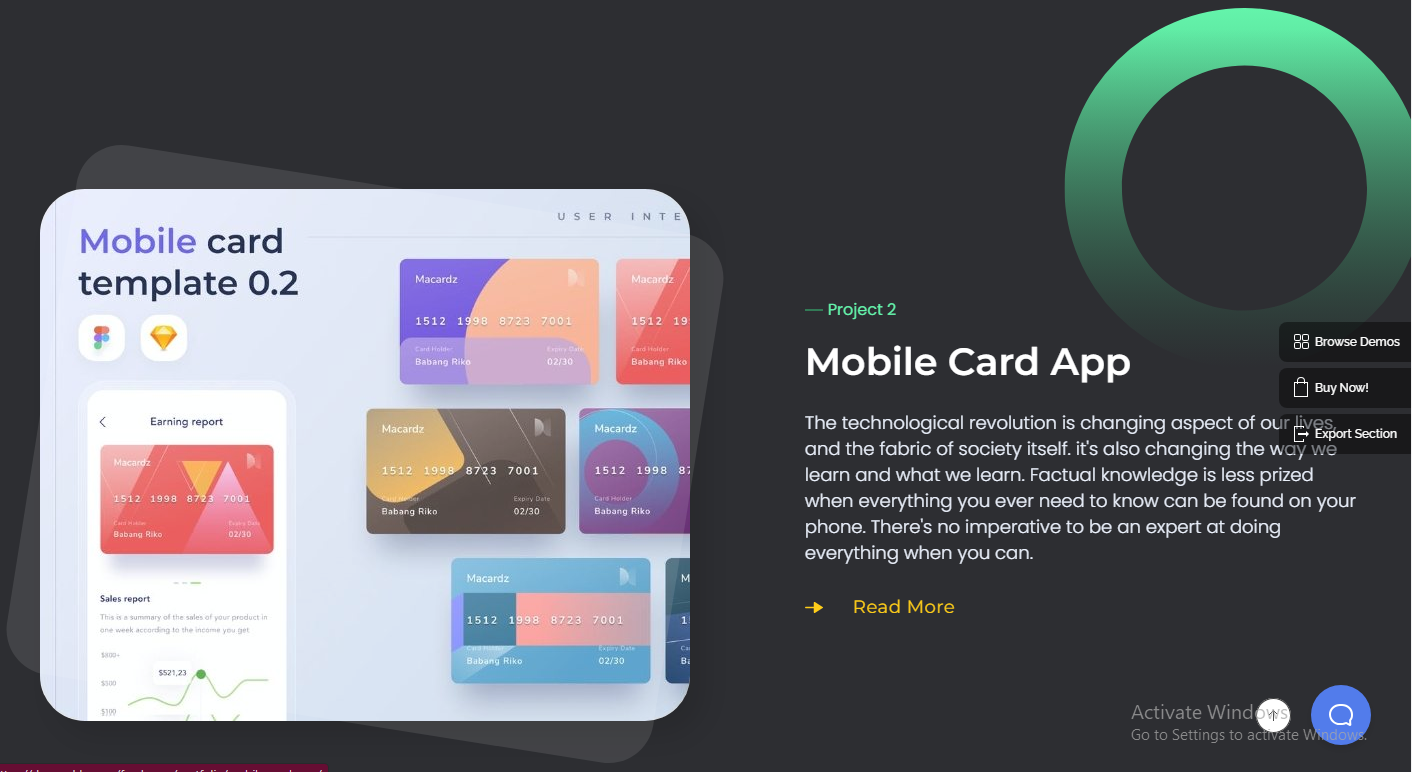 USER INTE
Mobile card
template 0.2
Macardz
1512 1998 8723 7001
Card Holder
Expiry Date
Babang Riko
02/30
Macardz
1512 19
Card Holder
Babang Riko
Earning report
Macardz
1512 1998 8723 7001
Card Holder
Expiry Date
Babang Riko
02/30
Sales report
This is a summary of the sales of your product in
one week according to the income you get
$800+
$521,23
$500
$100
Macardz
1512 1998 8723 7001
Card Holder
Expiry Date
Babang Riko
02/30
Macardz
1512 1998 87
Card Holder
Babang Riko
Macardz
1512 1998 8723 7001
Card Holder
Expiry Date
Babang Riko
02/30
M
1
Ba
— Project 2
Mobile Card App
The technological revolution is changing aspect of our lives,
and the fabric of society itself. it's also changing the way we
learn and what we learn. Factual knowledge is less prized
when everything you ever need to know can be found on your
phone. There's no imperative to be an expert at doing
everything when you can.
Read More
Browse Demos
Buy Now!
Export Section
Activate Windows
Go to Settings to activate Windows.